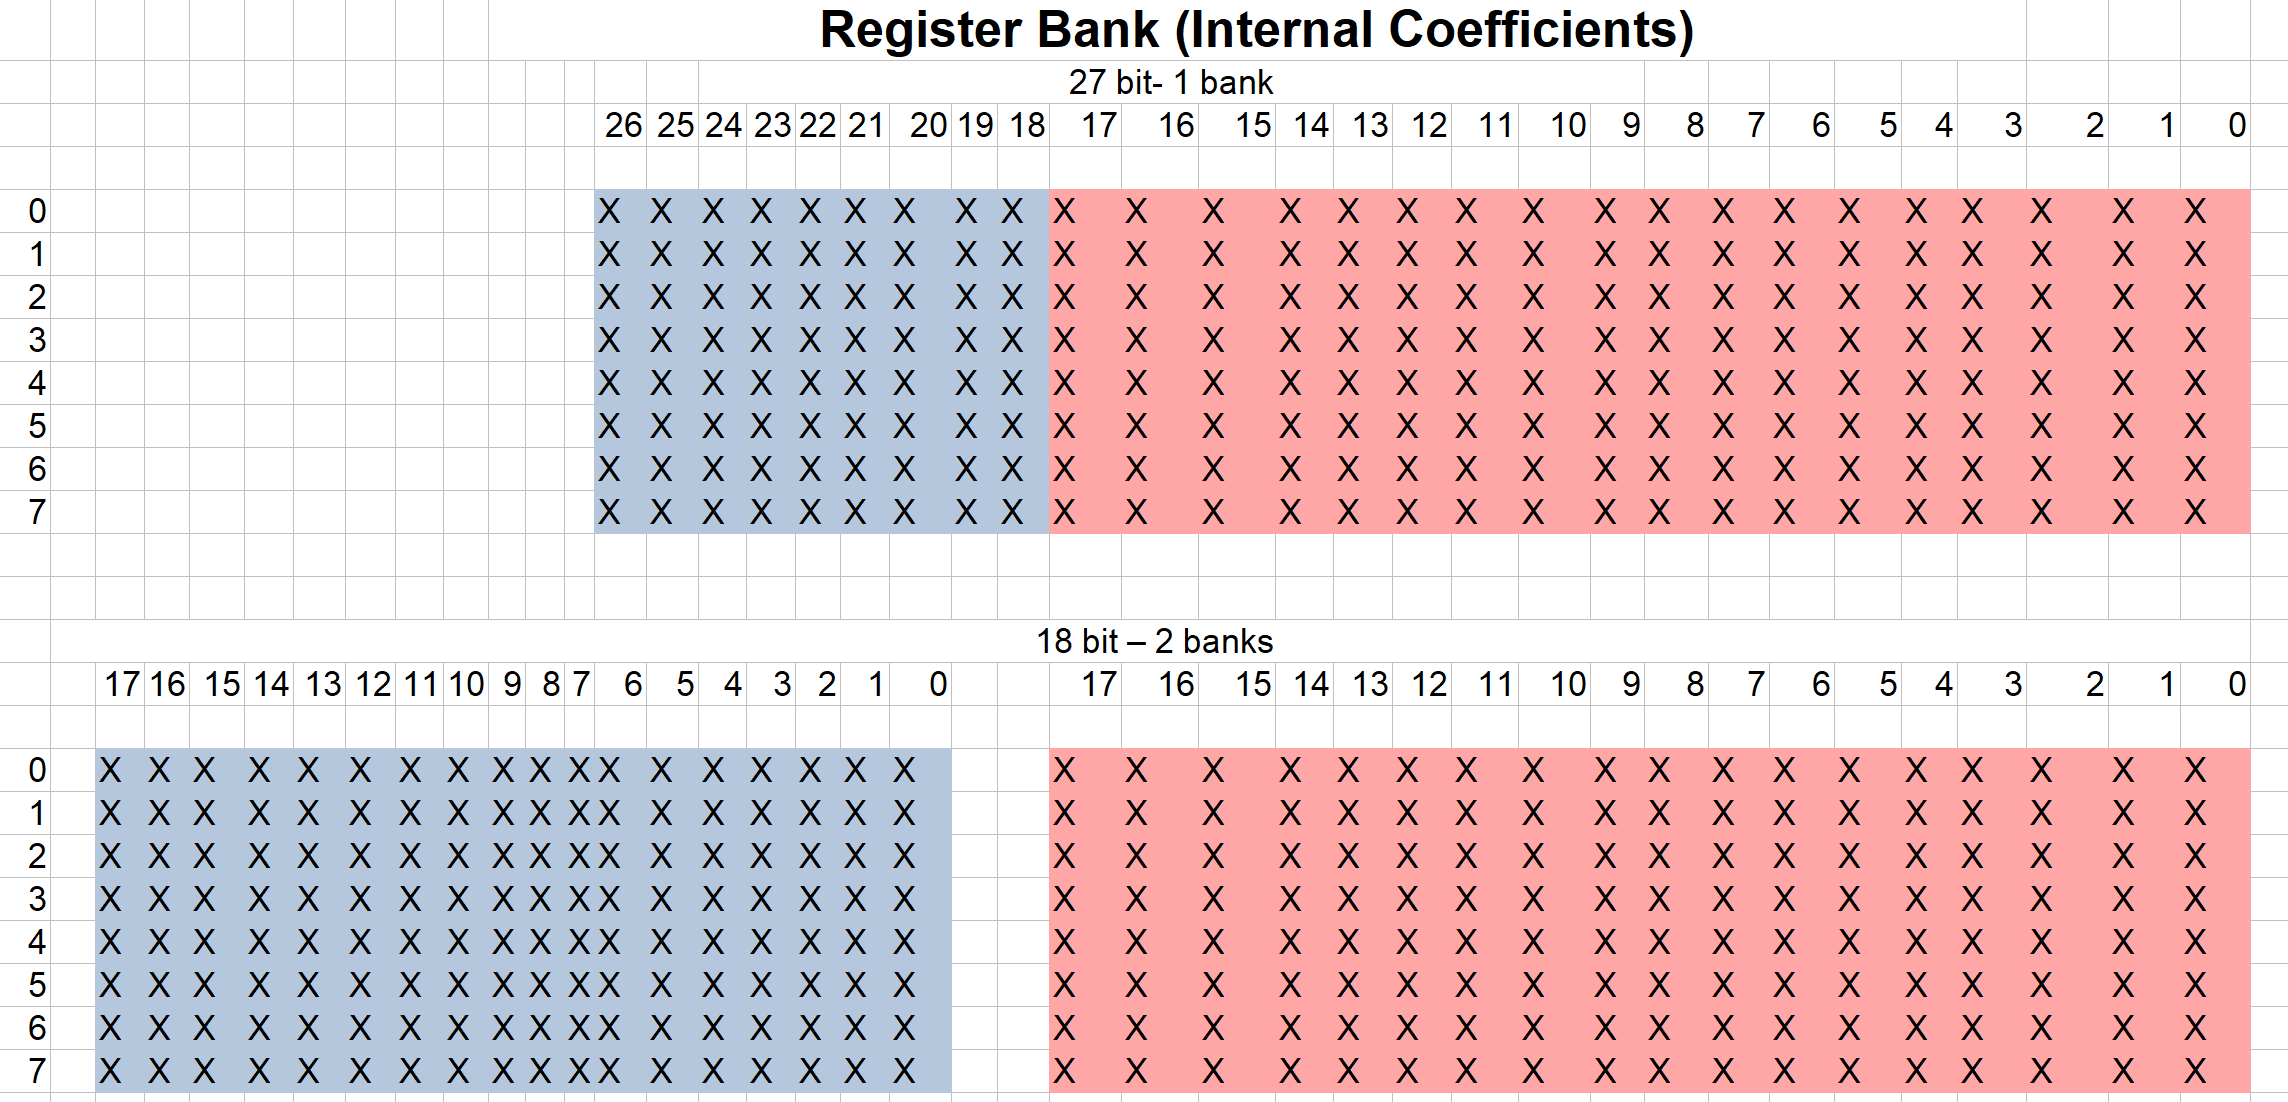 Register Bank (Internal Coefficients)
27 bit- 1 bank
26 25 24 23 22 21 20 19 18 17 16 15 14 13 12 11 10 9 8 7 6 5 4 3 2 1 0
0 X X X X X X X X X X X X X X X X X X X X X X X X X X X
1 X X X X X X X X X X X X X X X X X X X X X X X X X X X
2 X X X X X X X X X X X X X X X X X X X X X X X X X X X
3 X X X X X X X X X X X X X X X X X X X X X X X X X X X
4 X X X X X X X X X X X X X X X X X X X X X X X X X X X
5 X X X X X X X X X X X X X X X X X X X X X X X X X X X
6 X X X X X X X X X X X X X X X X X X X X X X X X X X X
7 X X X X X X X X X X X X X X X X X X X X X X X X X X X
18 bit – 2 banks
17 16 15 14 13 12 11 10 9 8 7 6 5 4 3 2 1 0 17 16 15 14 13 12 11 10 9 8 7 6 5 4 3 2 1 0
0 X X X X X X X X X X X X X X X X X X X X X X X X X X X X X X X X X X X X
1 X X X X X X X X X X X X X X X X X X X X X X X X X X X X X X X X X X X X
2 X X X X X X X X X X X X X X X X X X X X X X X X X X X X X X X X X X X X
3 X X X X X X X X X X X X X X X X X X X X X X X X X X X X X X X X X X X X
4 X X X X X X X X X X X X X X X X X X X X X X X X X X X X X X X X X X X X
5 X X X X X X X X X X X X X X X X X X X X X X X X X X X X X X X X X X X X
6 X X X X X X X X X X X X X X X X X X X X X X X X X X X X X X X X X X X X
7 X X X X X X X X X X X X X X X X X X X X X X X X X X X X X X X X X X X X